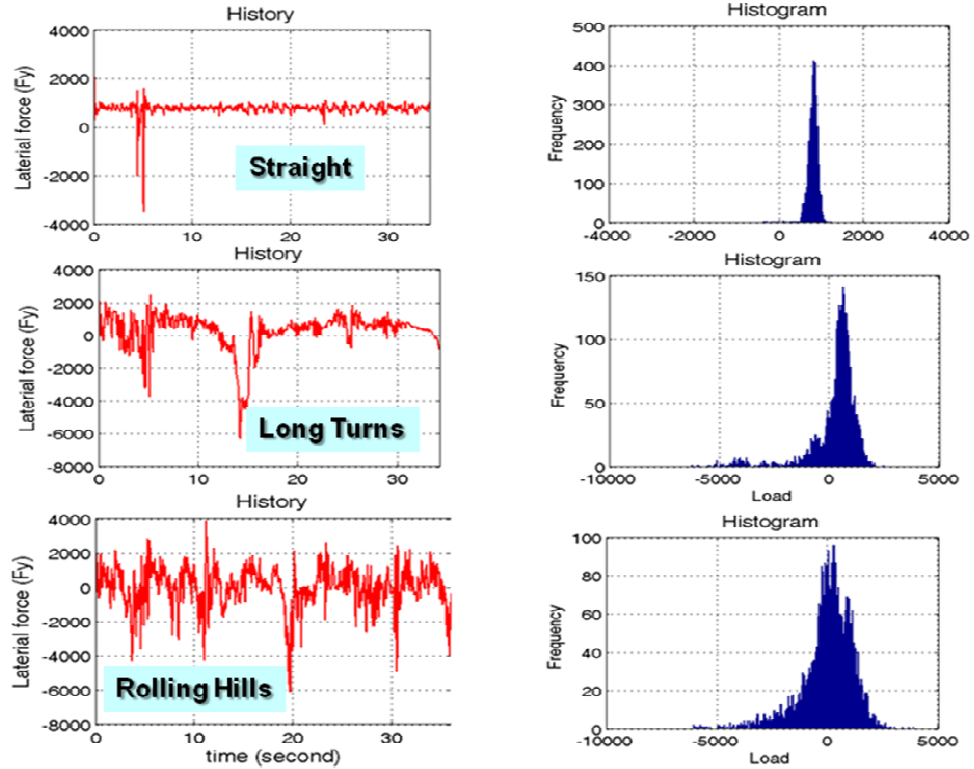 History
4000
2000
0
-2000
-4000
Laterial force (Fy)
Straight
0 10 20 30
Histogram
500
400
300
200
100
0
Frequency
-4000 -2000 0 2000 4000
History
4000
2000
0
-2000
-4000
-6000
-8000
Laterial force (Fy)
Long Turns
0 10 20 30
Histogram
150
100
50
0
Frequency
-10000 -5000 0 5000
Load
History
4000
2000
0
-2000
-4000
-6000
-8000
Laterial force (Fy)
Rolling Hills
0 10 20 30
time (second)
Histogram
100
80
60
40
20
0
Frequency
-10000 -5000 0 5000
Load